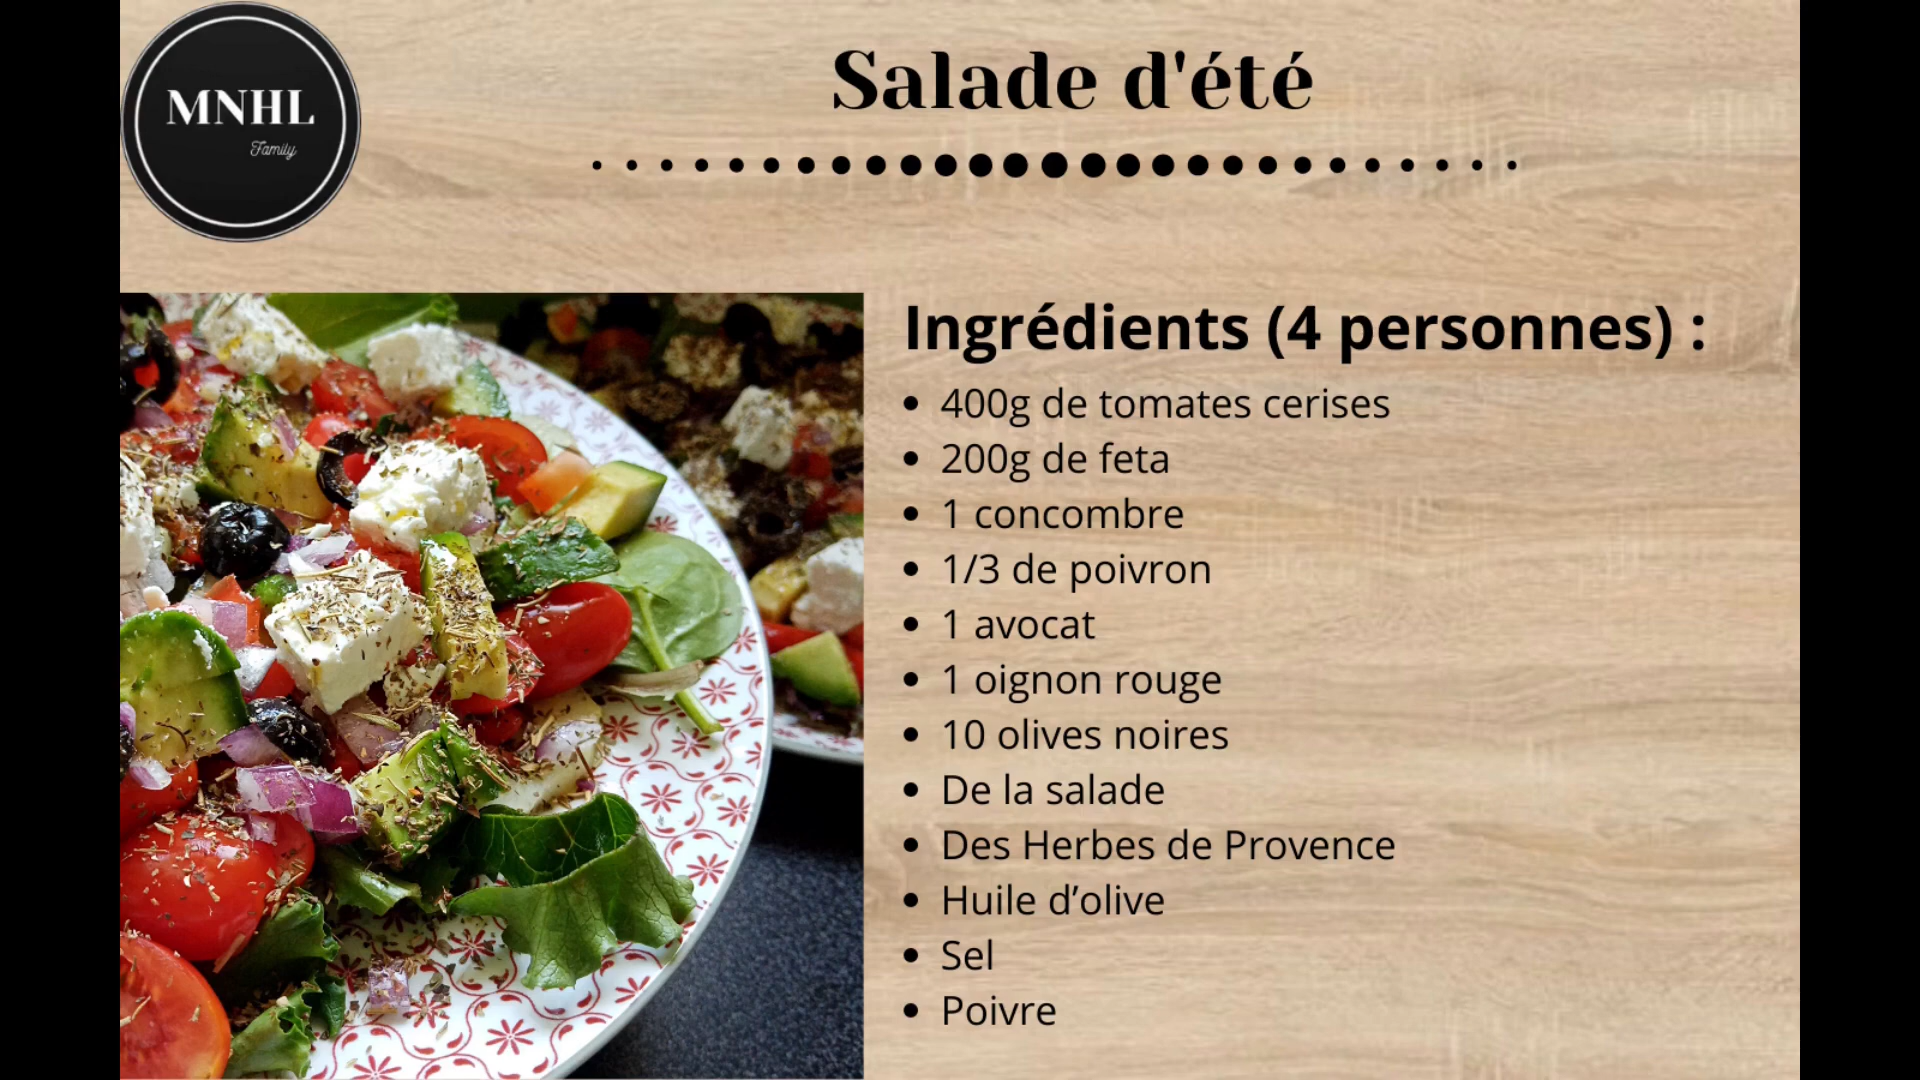 MNHL
Family
Salade d'été
Ingrédients (4 personnes) :
• 400g de tomates cerises
• 200g de feta
• 1 concombre
• 1/3 de poivron
• 1 avocat
• 1 oignon rouge
• 10 olives noires
• De la salade
• Des Herbes de Provence
• Huile d’olive
• Sel
• Poivre